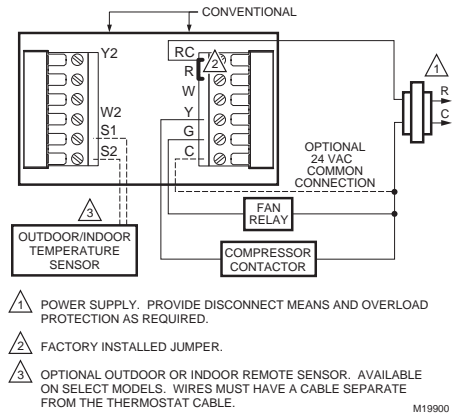 CONVENTIONAL
Y2
W2
S1
S2
RC
R
W
Y
G
C
2
1
R
C
OPTIONAL
24 VAC
COMMON
CONNECTION
3
OUTDOOR/INDOOR
TEMPERATURE
SENSOR
FAN
RELAY
COMPRESSOR
CONTACTOR
1 POWER SUPPLY. PROVIDE DISCONNECT MEANS AND OVERLOAD
PROTECTION AS REQUIRED.
2 FACTORY INSTALLED JUMPER.
3 OPTIONAL OUTDOOR OR INDOOR REMOTE SENSOR. AVAILABLE
ON SELECT MODELS. WIRES MUST HAVE A CABLE SEPARATE
FROM THE THERMOSTAT CABLE.
M19900